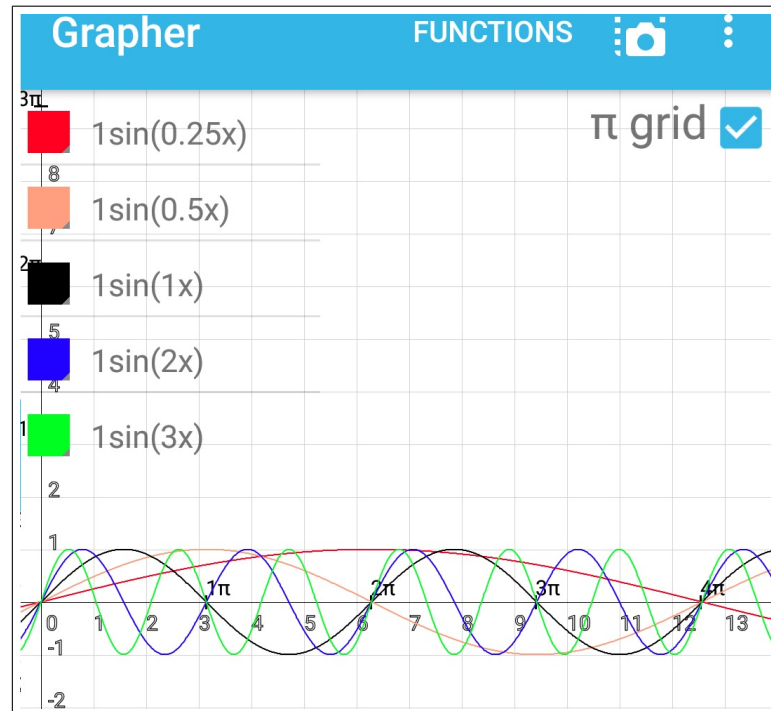 Grapher FUNCTIONS
3π
1sin(0.25x) π grid
8
1sin(0.5x)
2π
1sin(1x)
5
1sin(2x)
4
1
1sin(3x)
2
1
1π 2π 3π 4π
0 1 2 3 4 5 6 7 8 9 10 11 12 13
-1
-2